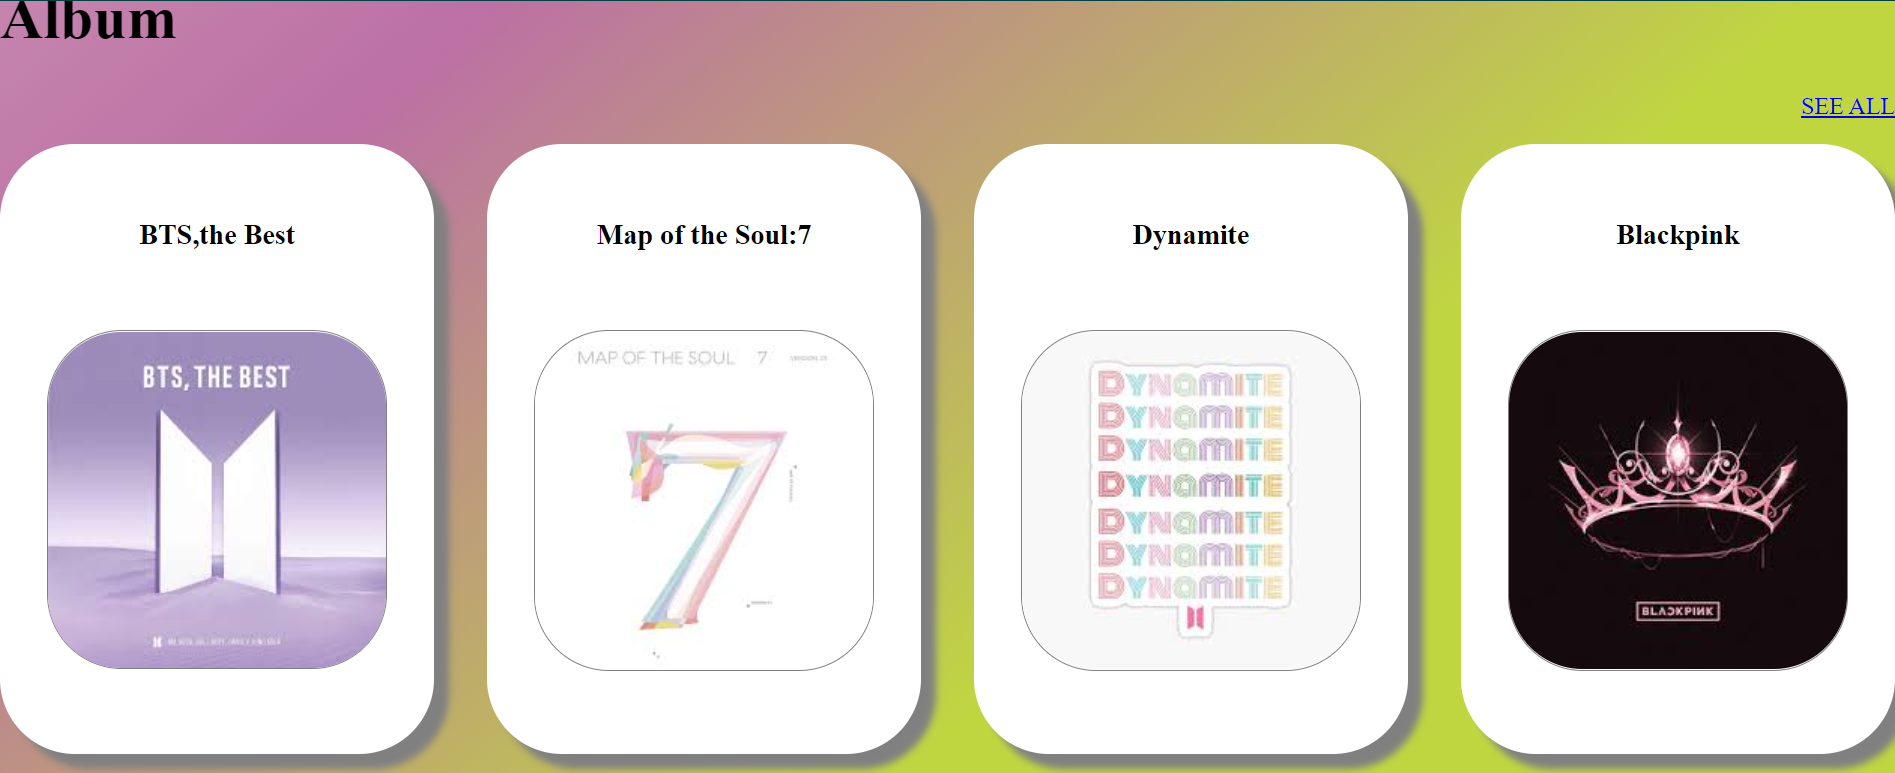 Album
SEE ALL
BTS,the Best
Map of the Soul:7
Dynamite
Blackpink
BTS, THE BEST
MAP OF THE SOUL 7
DYNAMITE
DYNAMITE
DYNAMITE
DYNAMITE
DYNAMITE
DYNAMITE
DYNAMITE
BLACKPINK